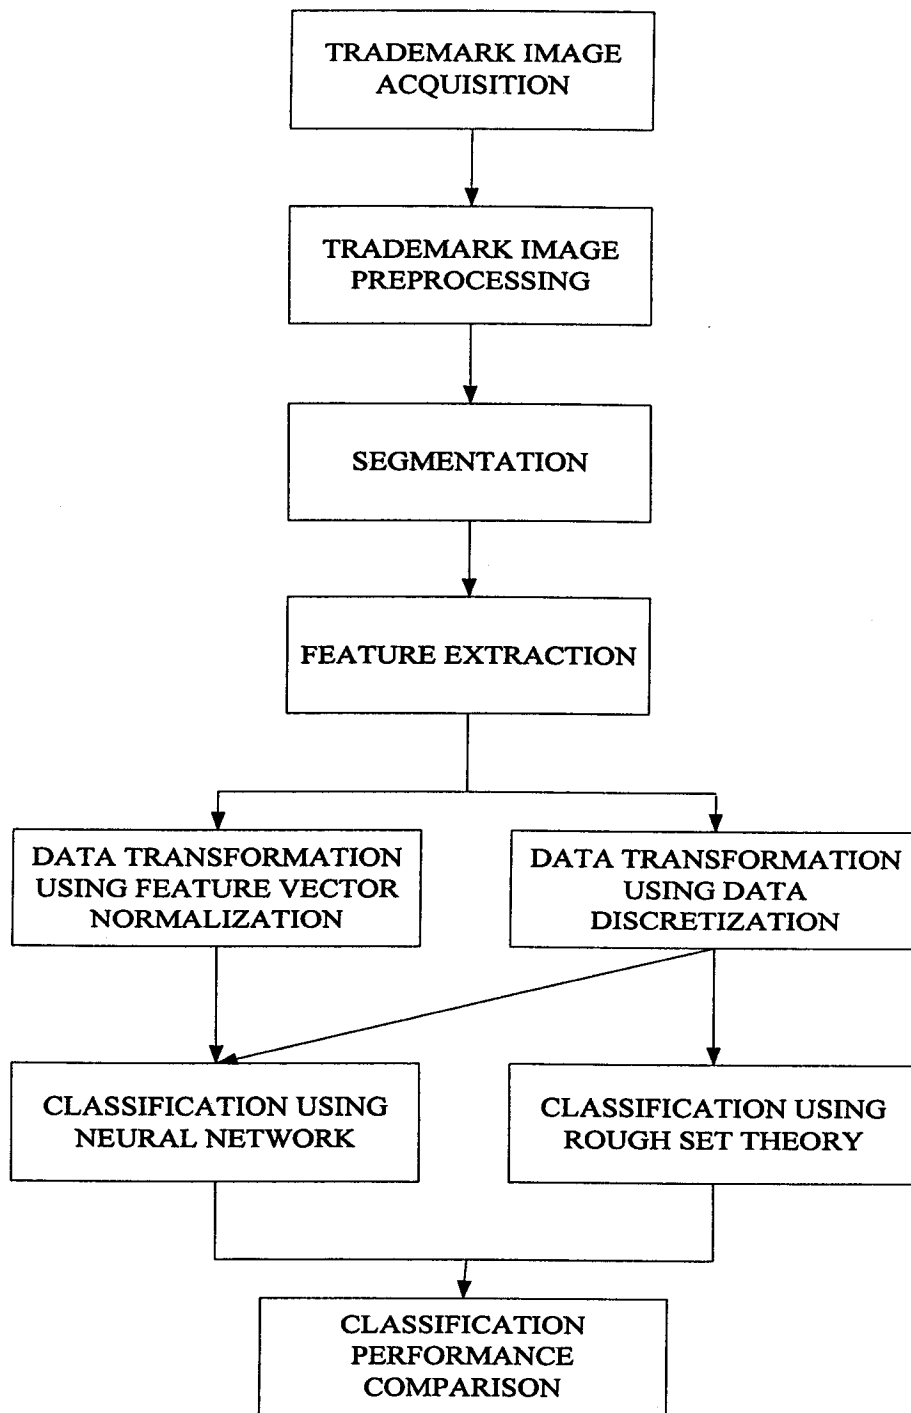 TRADEMARK IMAGE
ACQUISITION
TRADEMARK IMAGE
PREPROCESSING
SEGMENTATION
FEATURE EXTRACTION
DATA TRANSFORMATION
USING FEATURE VECTOR
NORMALIZATION
DATA TRANSFORMATION
USING DATA
DISCRETIZATION
CLASSIFICATION USING
NEURAL NETWORK
CLASSIFICATION USING
ROUGH SET THEORY
CLASSIFICATION
PERFORMANCE
COMPARISON